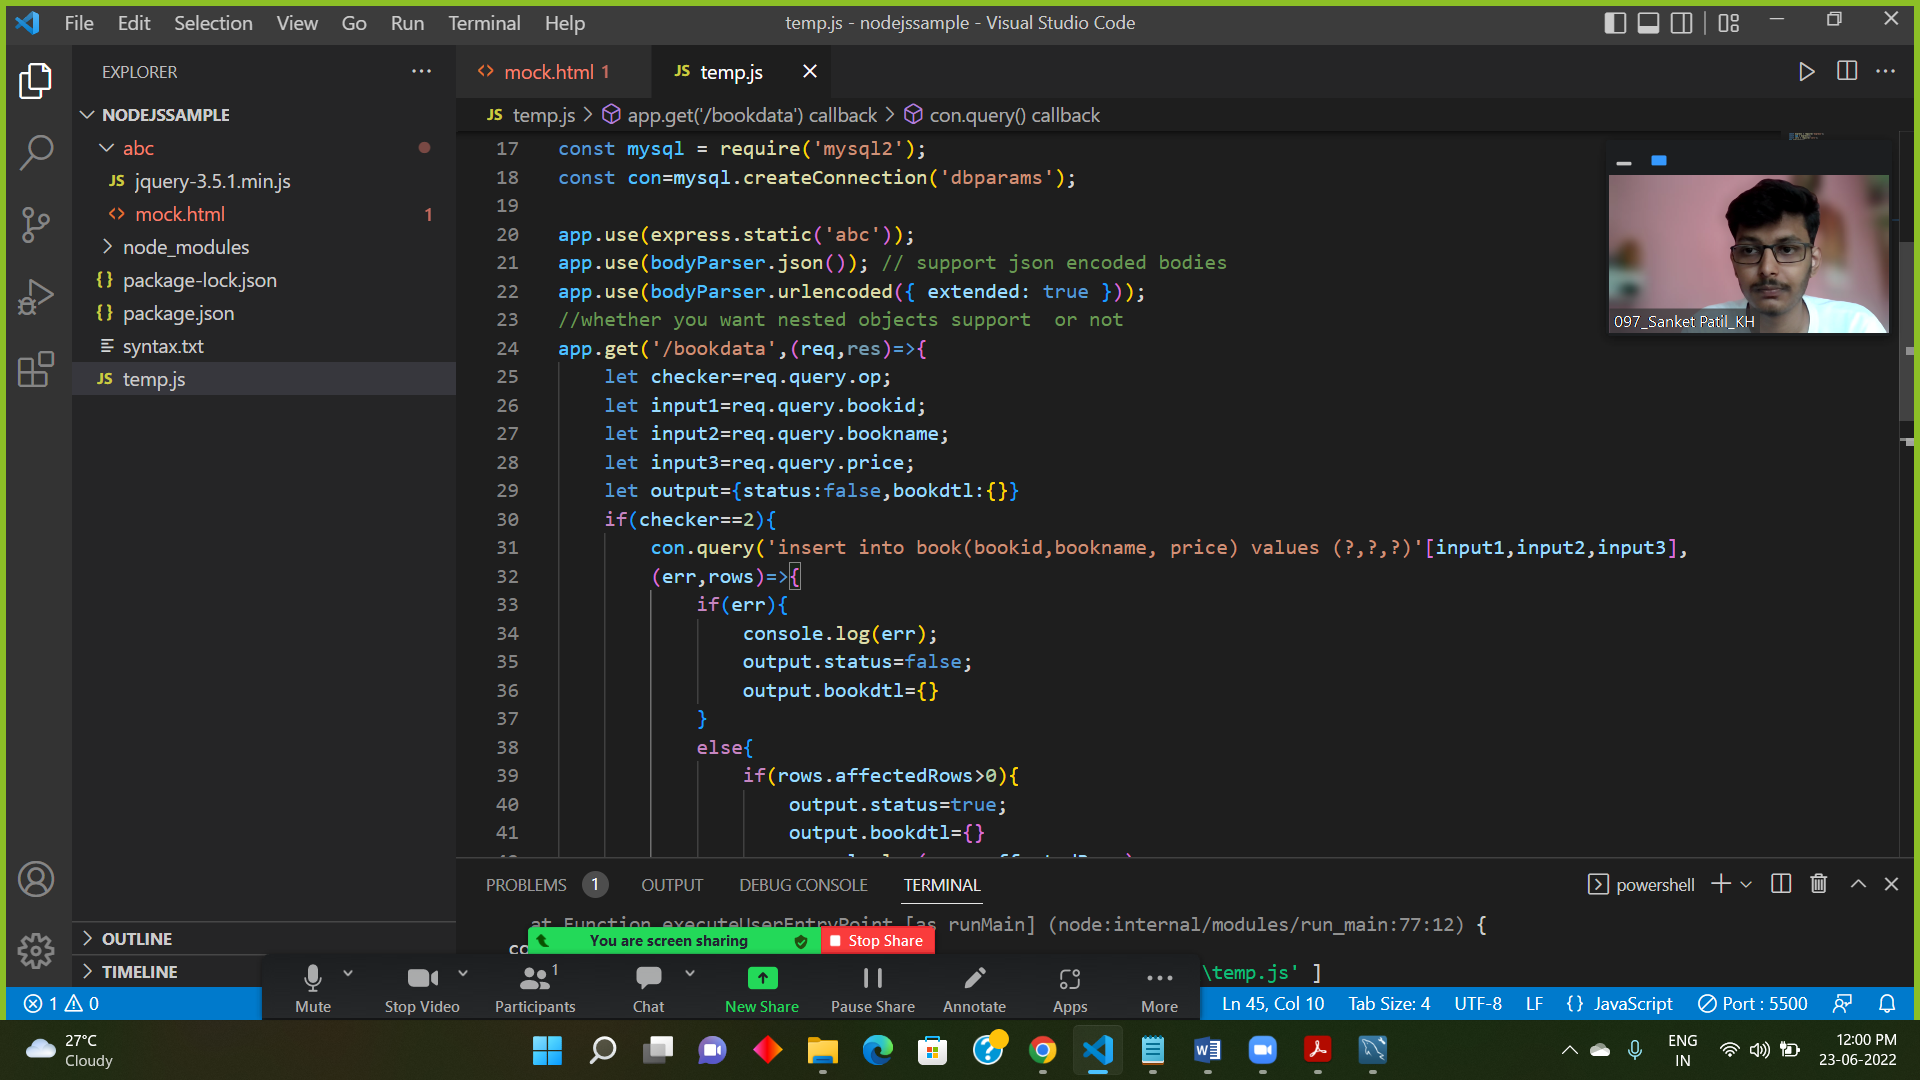 File Edit Selection View Go Run Terminal Help
temp.js - nodejssample - Visual Studio Code
EXPLORER
NODEJSSAMPLE
abc
JS jquery-3.5.1.min.js
<> mock.html 1
node_modules
{} package-lock.json
{} package.json
syntax.txt
JS temp.js
OUTLINE
TIMELINE
<> mock.html 1
JS temp.js
JS temp.js > app.get('/bookdata') callback > con.query() callback
17 const mysql = require('mysql2');
18 const con=mysql.createConnection('dbparams');
19
20 app.use(express.static('abc'));
21 app.use(bodyParser.json()); // support json encoded bodies
22 app.use(bodyParser.urlencoded({ extended: true }));
23 //whether you want nested objects support  or not
24 app.get('/bookdata',(req,res)=>{
25 let checker=req.query.op;
26 let input1=req.query.bookid;
27 let input2=req.query.bookname;
28 let input3=req.query.price;
29 let output={status:false,bookdtl:{}}
30 if(checker==2){
31 con.query('insert into book(bookid,bookname, price) values (?,?,?)'[input1,input2,input3],
32 (err,rows)=>{
33 if(err){
34 console.log(err);
35 output.status=false;
36 output.bookdtl={}
37 }
38 else{
39 if(rows.affectedRows>0){
40 output.status=true;
41 output.bookdtl={}
097_Sanket Patil_KH
PROBLEMS 1 OUTPUT DEBUG CONSOLE TERMINAL
powershell
at Function.executeUserEntryPoint [as runMain] (node:internal/modules/run_main:77:12) {
co
You are screen sharing
Stop Share
\temp.js' ]
Mute
Stop Video
1
Participants
Chat
New Share
Pause Share
Annotate
Apps
More
1 0
Ln 45, Col 10 Tab Size: 4 UTF-8 LF {} JavaScript Port : 5500
27°C
Cloudy
ENG
IN
12:00 PM
23-06-2022